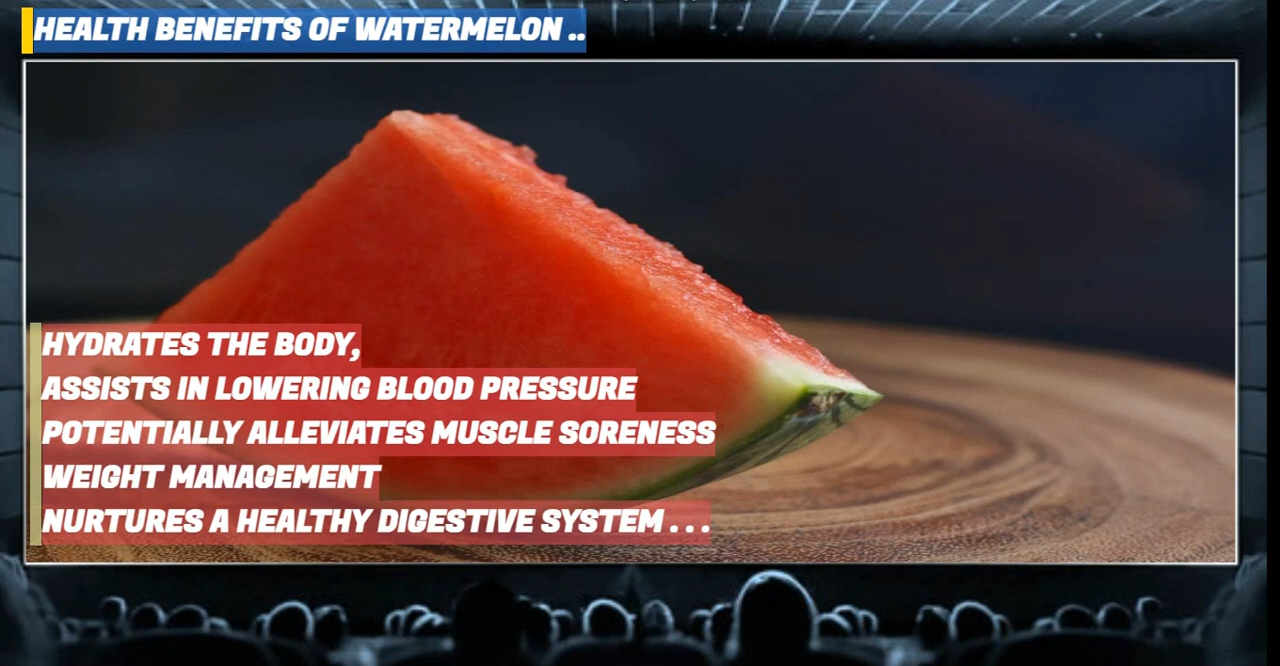 HEALTH BENEFITS OF WATERMELON ..
HYDRATES THE BODY,
ASSISTS IN LOWERING BLOOD PRESSURE
POTENTIALLY ALLEVIATES MUSCLE SORENESS
WEIGHT MANAGEMENT
NURTURES A HEALTHY DIGESTIVE SYSTEM . . .